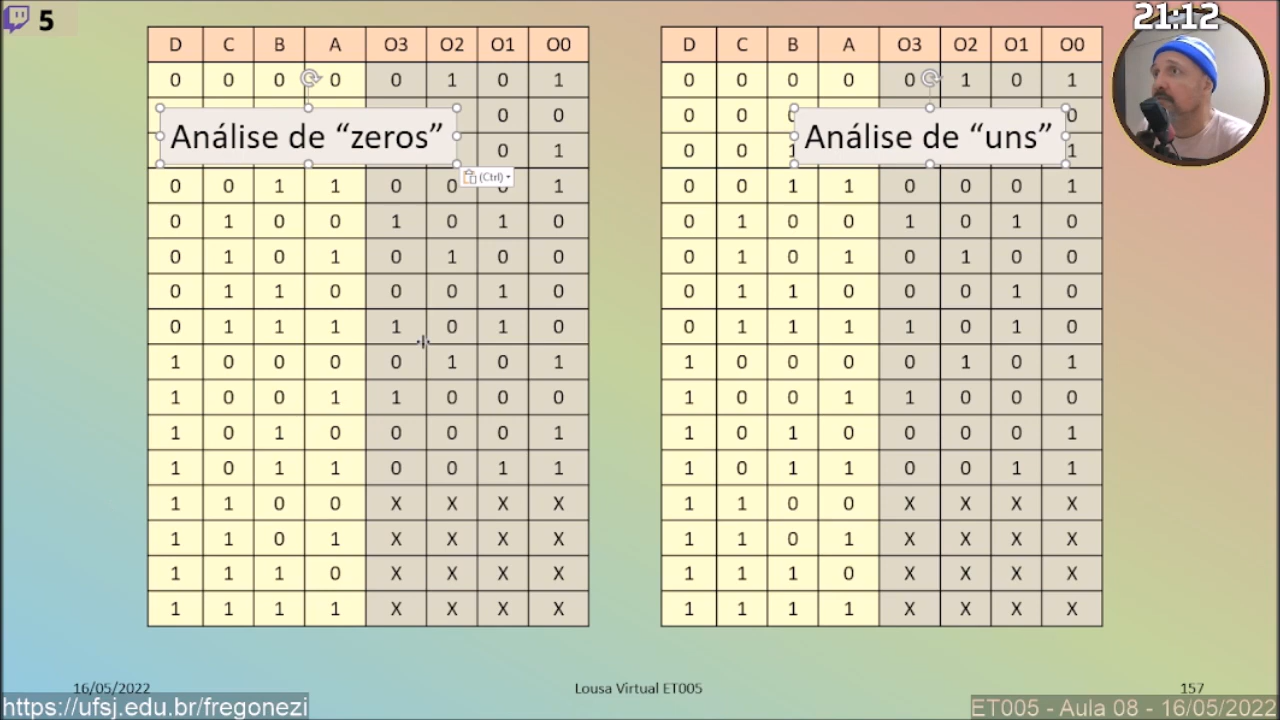 5
21:12
D C B A O3 O2 O1 O0
0 0 0 0 0 1 0 1
0 0
0 1
0 0 1 1 0 0 0 1
0 1 0 0 1 0 1 0
0 1 0 1 0 1 0 0
0 1 1 0 0 0 1 0
0 1 1 1 1 0 1 0
1 0 0 0 0 1 0 1
1 0 0 1 1 0 0 0
1 0 1 0 0 0 0 1
1 0 1 1 0 0 1 1
1 1 0 0 X X X X
1 1 0 1 X X X X
1 1 1 0 X X X X
1 1 1 1 X X X X
Análise de “zeros”
(Ctrl)
D C B A O3 O2 O1 O0
0 0 0 0 0 1 0 1
0 0 0 0
0 0 1 1
0 0 1 1 0 0 0 1
0 1 0 0 1 0 1 0
0 1 0 1 0 1 0 0
0 1 1 0 0 0 1 0
0 1 1 1 1 0 1 0
1 0 0 0 0 1 0 1
1 0 0 1 1 0 0 0
1 0 1 0 0 0 0 1
1 0 1 1 0 0 1 1
1 1 0 0 X X X X
1 1 0 1 X X X X
1 1 1 0 X X X X
1 1 1 1 X X X X
Análise de “uns”
16/05/2022
Lousa Virtual ET005
157
https://ufsj.edu.br/fregonezi
ET005 - Aula 08 - 16/05/2022